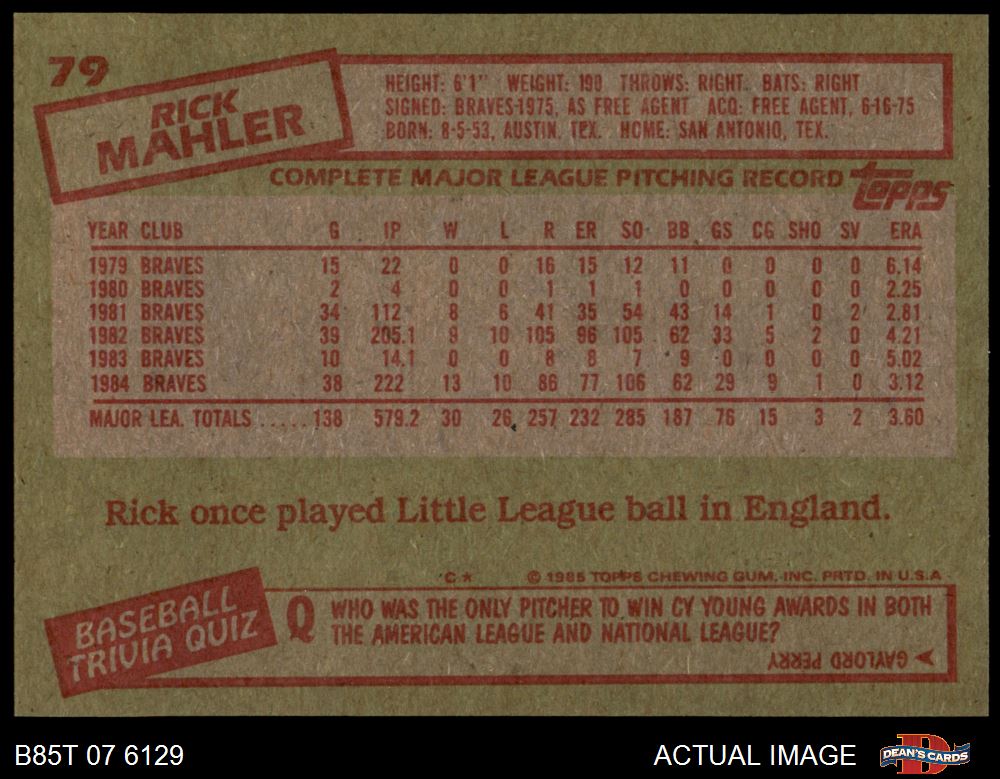 79
RICK
MAHLER
HEIGHT: 6'1" WEIGHT: 190 THROWS: RIGHT BATS: RIGHT
SIGNED: BRAVES-1975, AS FREE AGENT ACQ: FREE AGENT, 6-16-75
BORN: 8-5-53, AUSTIN, TEX. HOME: SAN ANTONIO, TEX.
COMPLETE MAJOR LEAGUE PITCHING RECORD topps
YEAR CLUB G IP W L R ER SO BB GS CG SHO SV ERA
1979 BRAVES 15 22 0 0 16 15 12 11 0 0 0 0 6.14
1980 BRAVES 2 4 0 0 1 1 1 0 0 0 0 0 2.25
1981 BRAVES 34 112 8 6 41 35 54 43 14 1 0 2 2.81
1982 BRAVES 39 205.1 9 10 105 96 105 62 33 5 2 0 4.21
1983 BRAVES 10 14.1 0 0 8 8 7 9 0 0 0 0 5.02
1984 BRAVES 38 222 13 10 86 77 106 62 29 9 1 0 3.12
MAJOR LEA. TOTALS ..... 138 579.2 30 26 257 232 285 187 76 15 3 2 3.60
Rick once played Little League ball in England.
C* © 1985 TOPPS CHEWING GUM, INC. PRTD. IN U.S.A
BASEBALL
TRIVIA QUIZ
Q WHO WAS THE ONLY PITCHER TO WIN CY YOUNG AWARDS IN BOTH
THE AMERICAN LEAGUE AND NATIONAL LEAGUE?
GAYLORD PERRY
B85T 07 6129 ACTUAL IMAGE DEAN'S CARDS